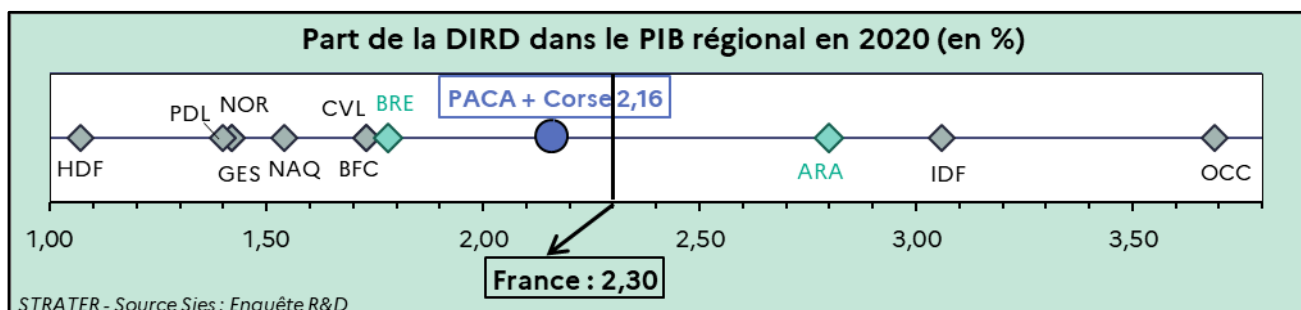 Part de la DIRD dans le PIB régional en 2020 (en %)
PACA + Corse 2,16
PDL NOR CVL BRE
HDF GES NAQ BFC ARA IDF OCC
1,00 1,50 2,00 2,50 3,00 3,50
France : 2,30
STRATER - Source Sies : Enquête R&D